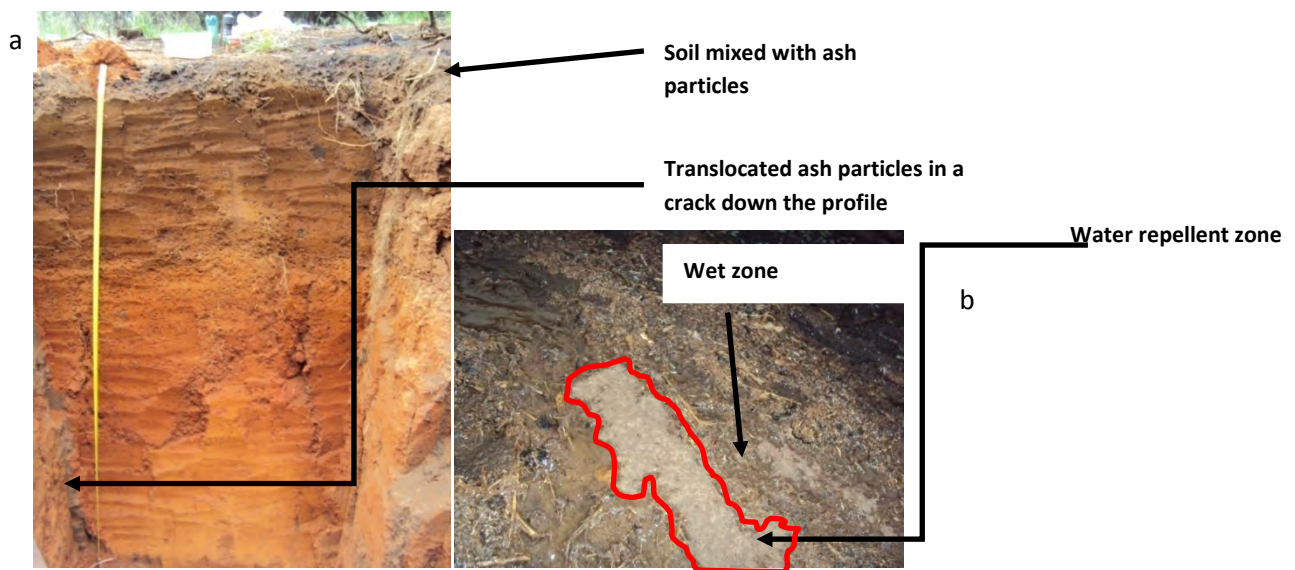 a
Soil mixed with ash
particles
Translocated ash particles in a
crack down the profile
Water repellent zone
Wet zone
b